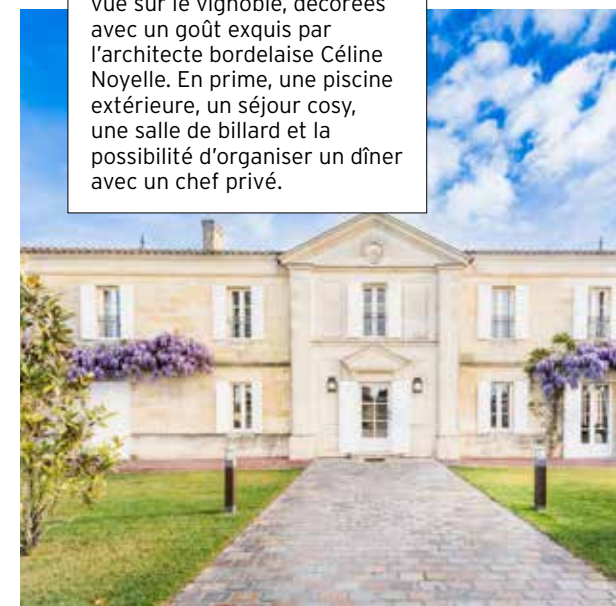 vue sur le vignoble, décorées
avec un goût exquis par
l'architecte bordelaise Céline
Noyelle. En prime, une piscine
extérieure, un séjour cosy,
une salle de billard et la
possibilité d'organiser un dîner
avec un chef privé.